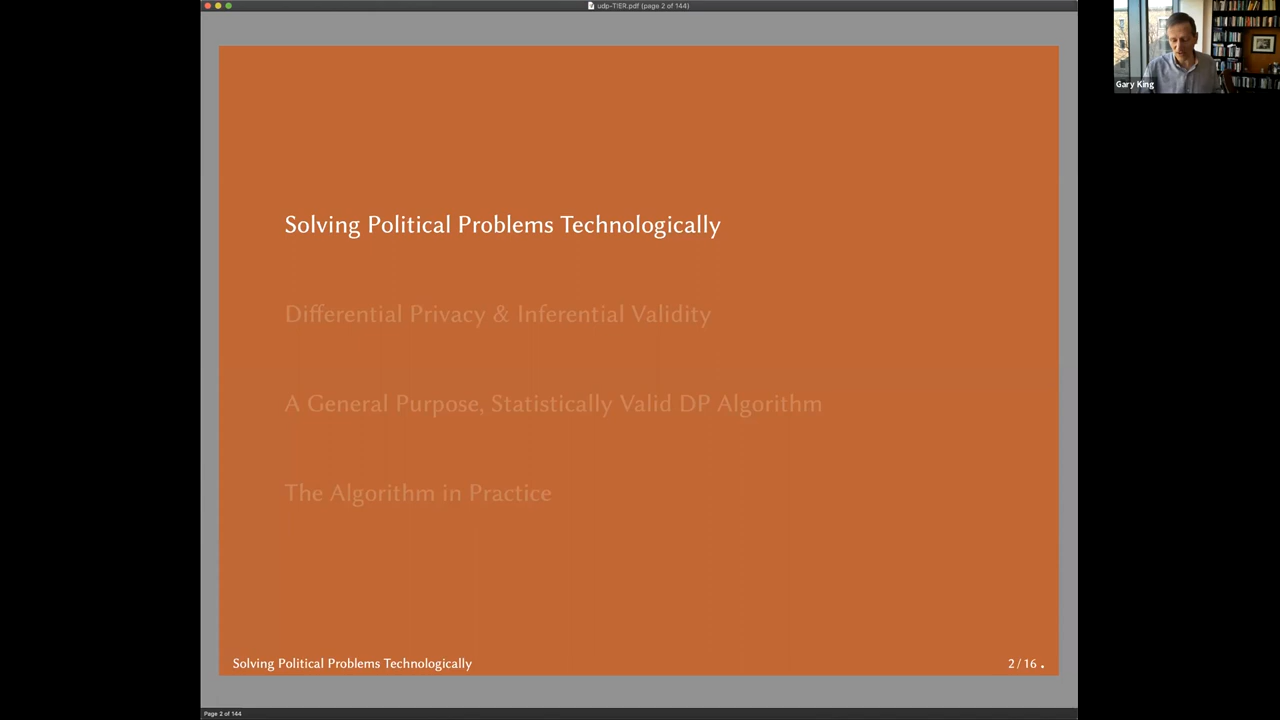 udp-TIER.pdf (page 2 of 144)
Gary King
Solving Political Problems Technologically
Differential Privacy & Inferential Validity
A General Purpose, Statistically Valid DP Algorithm
The Algorithm in Practice
Solving Political Problems Technologically
2 / 16 .
Page 2 of 144